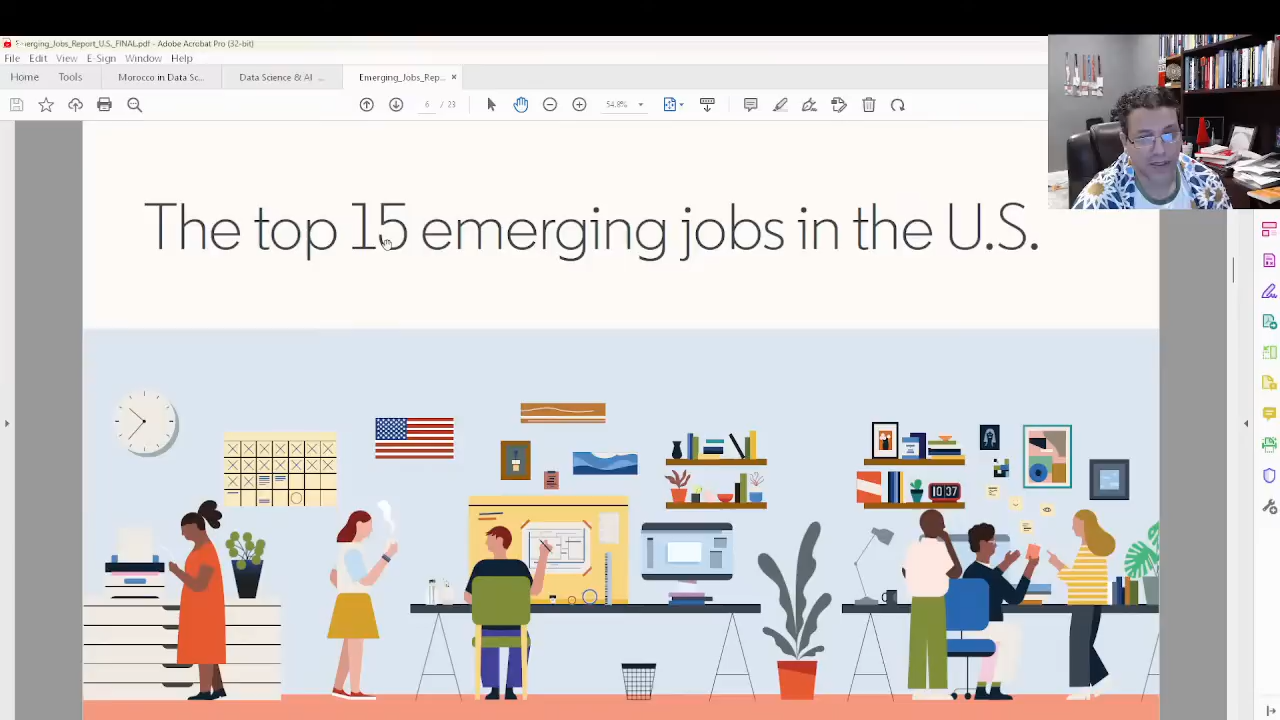 erging_Jobs_Report_U.S._FINAL.pdf - Adobe Acrobat Pro (32-bit)
File Edit View E-Sign Window Help
Home Tools Morocco in Data Sc... Data Science & AI ... Emerging_Jobs_Rep... ×
6 / 23 54.8%
The top 15 emerging jobs in the U.S.
10 37